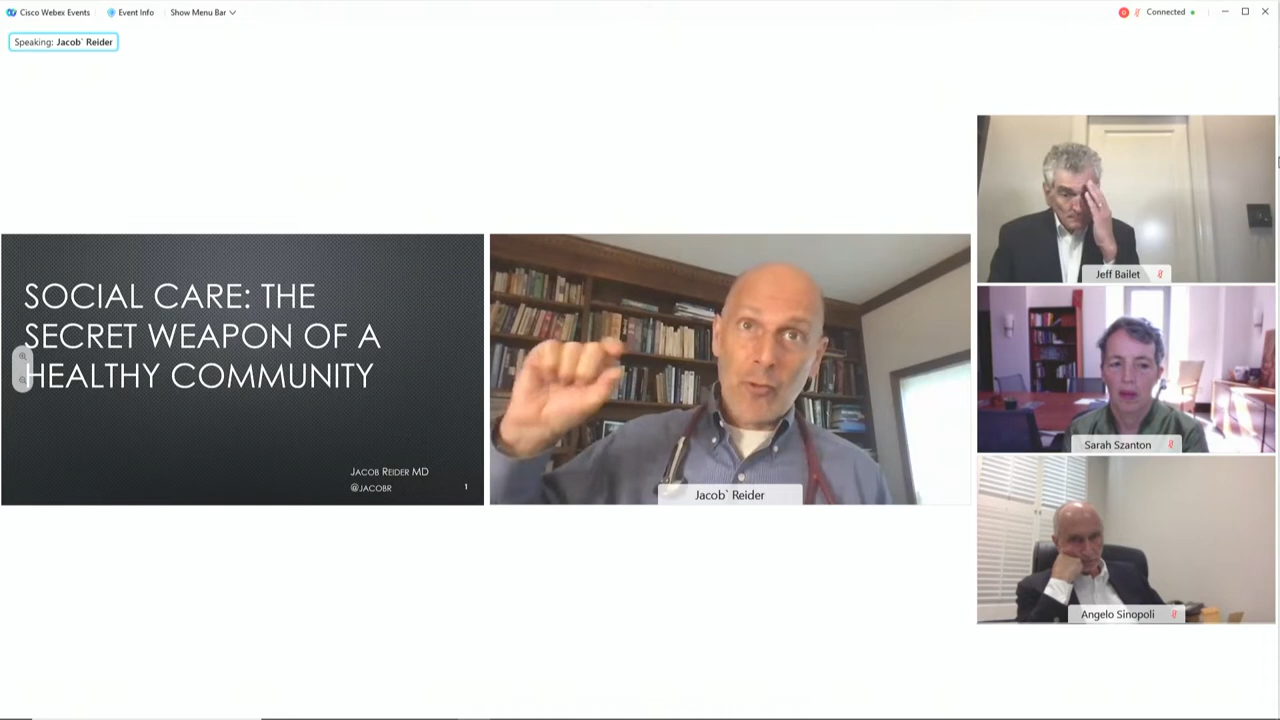 Cisco Webex Events
Event Info
Show Menu Bar
Connected
Speaking: Jacob` Reider
SOCIAL CARE: THE
SECRET WEAPON OF A
HEALTHY COMMUNITY
JACOB REIDER MD
@JACOBR
1
Jacob` Reider
Jeff Bailet
Sarah Szanton
Angelo Sinopoli